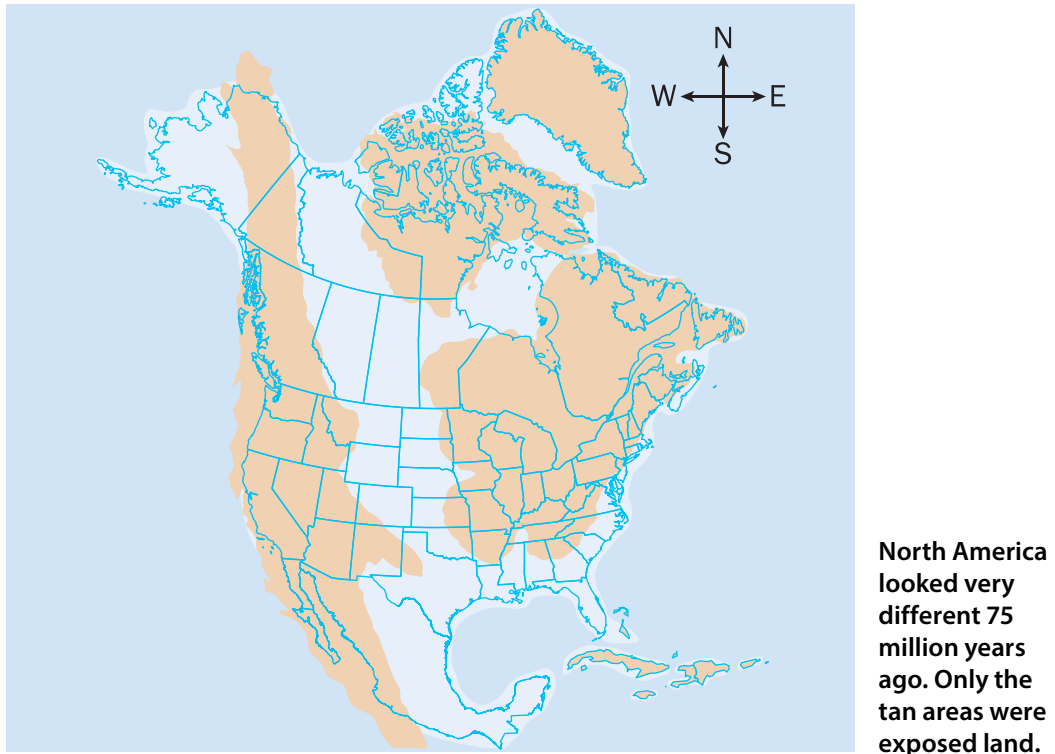 N
W E
S
North America
looked very
different 75
million years
ago. Only the
tan areas were
exposed land.